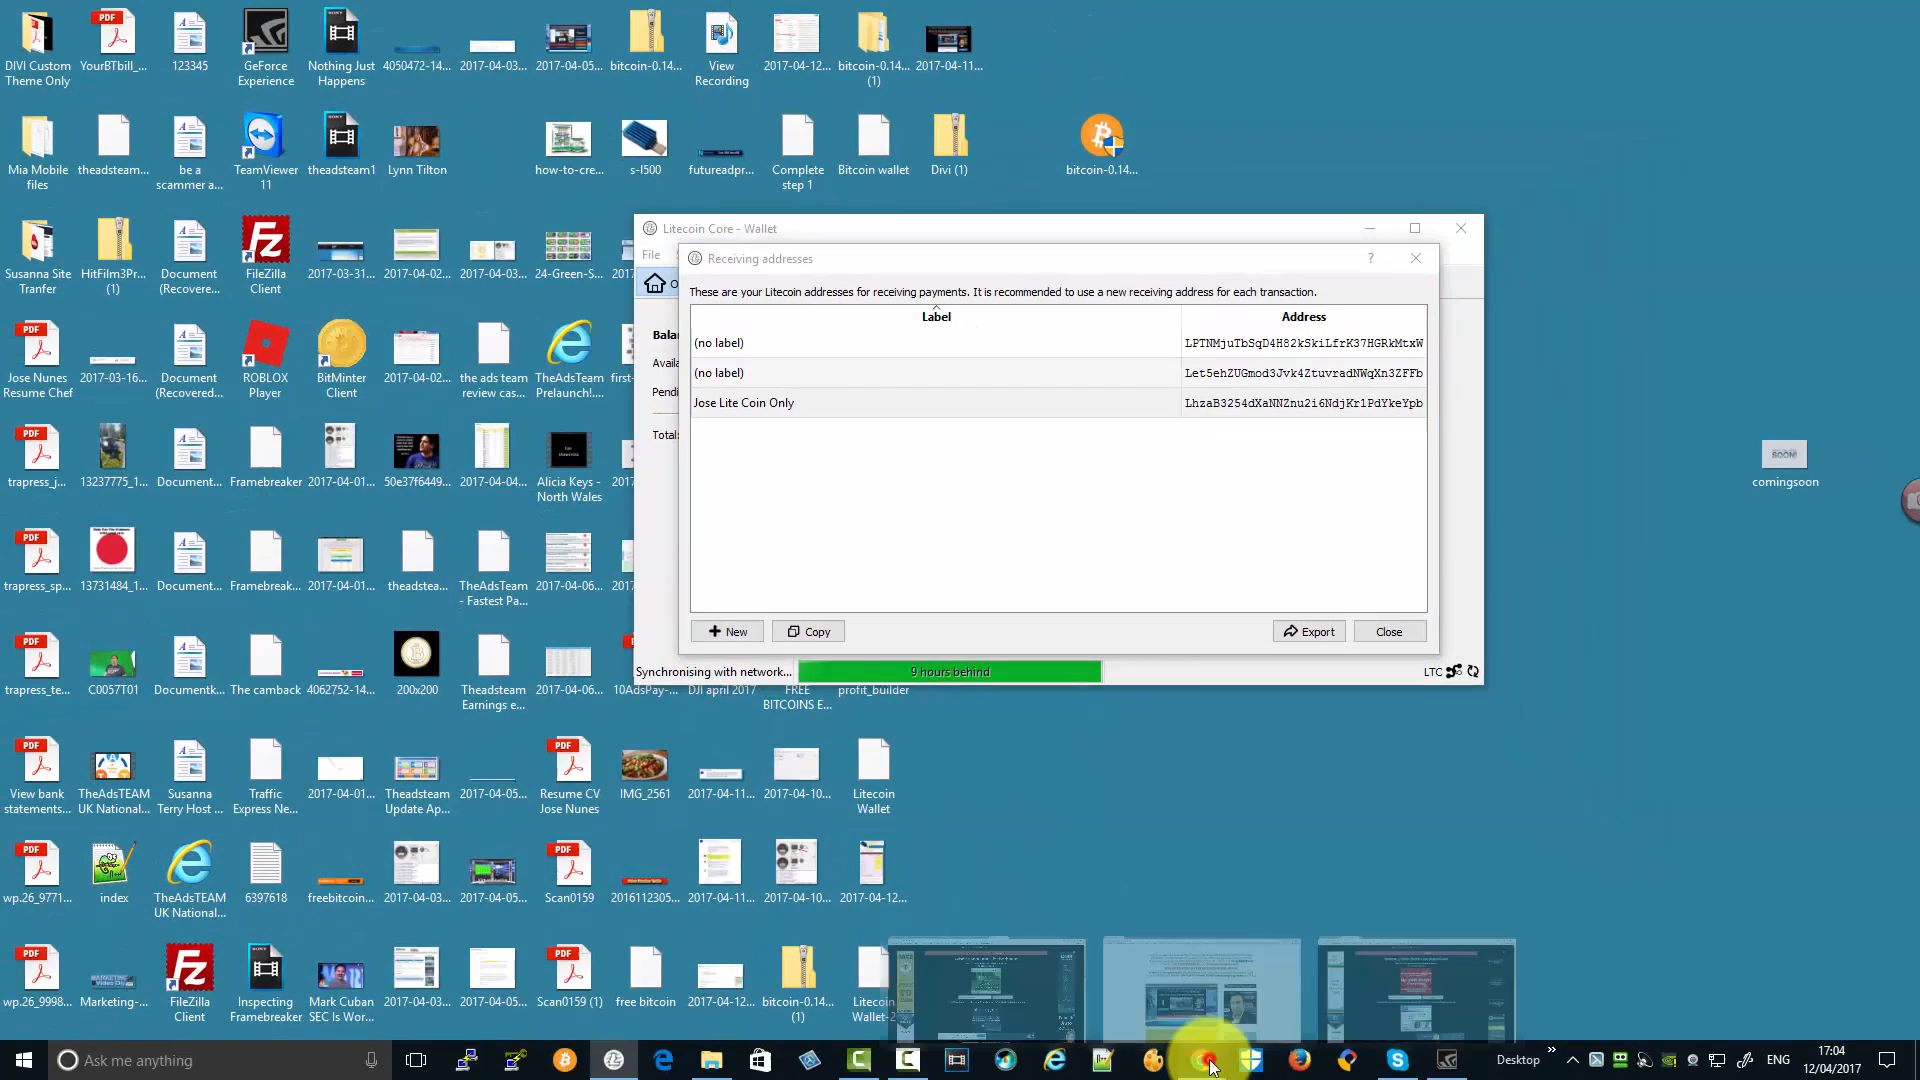 DIVI Custom
Theme Only
YourBTbill_...
123345
GeForce
Experience
Nothing Just
Happens
4050472-14...
2017-04-03...
2017-04-05...
bitcoin-0.14...
View
Recording
2017-04-12...
bitcoin-0.14...
(1)
2017-04-11...
Mia Mobile
files
theadsteam...
be a
scammer a...
TeamViewer
11
theadsteam1
Lynn Tilton
how-to-cre...
s-l500
futureadpr...
Complete
step 1
Bitcoin wallet
Divi (1)
bitcoin-0.14...
Susanna Site
Tranfer
HitFilm3Pr...
(1)
Document
(Recovere...
FileZilla
Client
2017-03-31...
2017-04-02...
2017-04-03...
24-Green-S...
Litecoin Core - Wallet
File
Receiving addresses
These are your Litecoin addresses for receiving payments. It is recommended to use a new receiving address for each transaction.
Label
Address
(no label)
LPTNMjuTbSqD4H82kSkiLfrK37HGRkMtxW
(no label)
Let5ehZUGmod3Jvk4ZtuvradNWqXn3ZFFb
Jose Lite Coin Only
LhzaB3254dXaNNZnu2i6NdjKr1PdYkeYpb
New
Copy
Export
Close
Synchronising with network...
9 hours behind
LTC
Jose Nunes
Resume Chef
2017-03-16...
Document
(Recovered...
ROBLOX
Player
BitMinter
Client
2017-04-02...
the ads team
review cas...
TheAdsTeam
Prelaunch!...
trapress_j...
13237775_1...
Document...
Framebreaker
2017-04-01...
50e37f6449...
2017-04-04...
Alicia Keys -
North Wales
comingsoon
trapress_sp...
13731484_1...
Document...
Framebreak...
2017-04-01...
theadstea...
TheAdsTeam
- Fastest Pa...
2017-04-06...
trapress_te...
C0057T01
Documentk...
The camback
4062752-14...
200x200
Theadsteam
Earnings e...
2017-04-06...
10AdsPay-...
DJI april 2017
FREE
BITCOINS E...
profit_builder
View bank
statements...
TheAdsTEAM
UK National...
Susanna
Terry Host ...
Traffic
Express Ne...
2017-04-01...
Theadsteam
Update Ap...
2017-04-05...
Resume CV
Jose Nunes
IMG_2561
2017-04-11...
2017-04-10...
Litecoin
Wallet
wp.26_9771...
index
TheAdsTEAM
UK National...
6397618
freebitcoin...
2017-04-03...
2017-04-05...
Scan0159
2016112305...
2017-04-11...
2017-04-10...
2017-04-12...
wp.26_9998...
Marketing-...
FileZilla
Client
Inspecting
Framebreaker
Mark Cuban
SEC Is Wor...
2017-04-03...
2017-04-05...
Scan0159 (1)
free bitcoin
2017-04-12...
bitcoin-0.14...
(1)
Litecoin
Wallet-2
Ask me anything
Desktop
ENG
17:04
12/04/2017